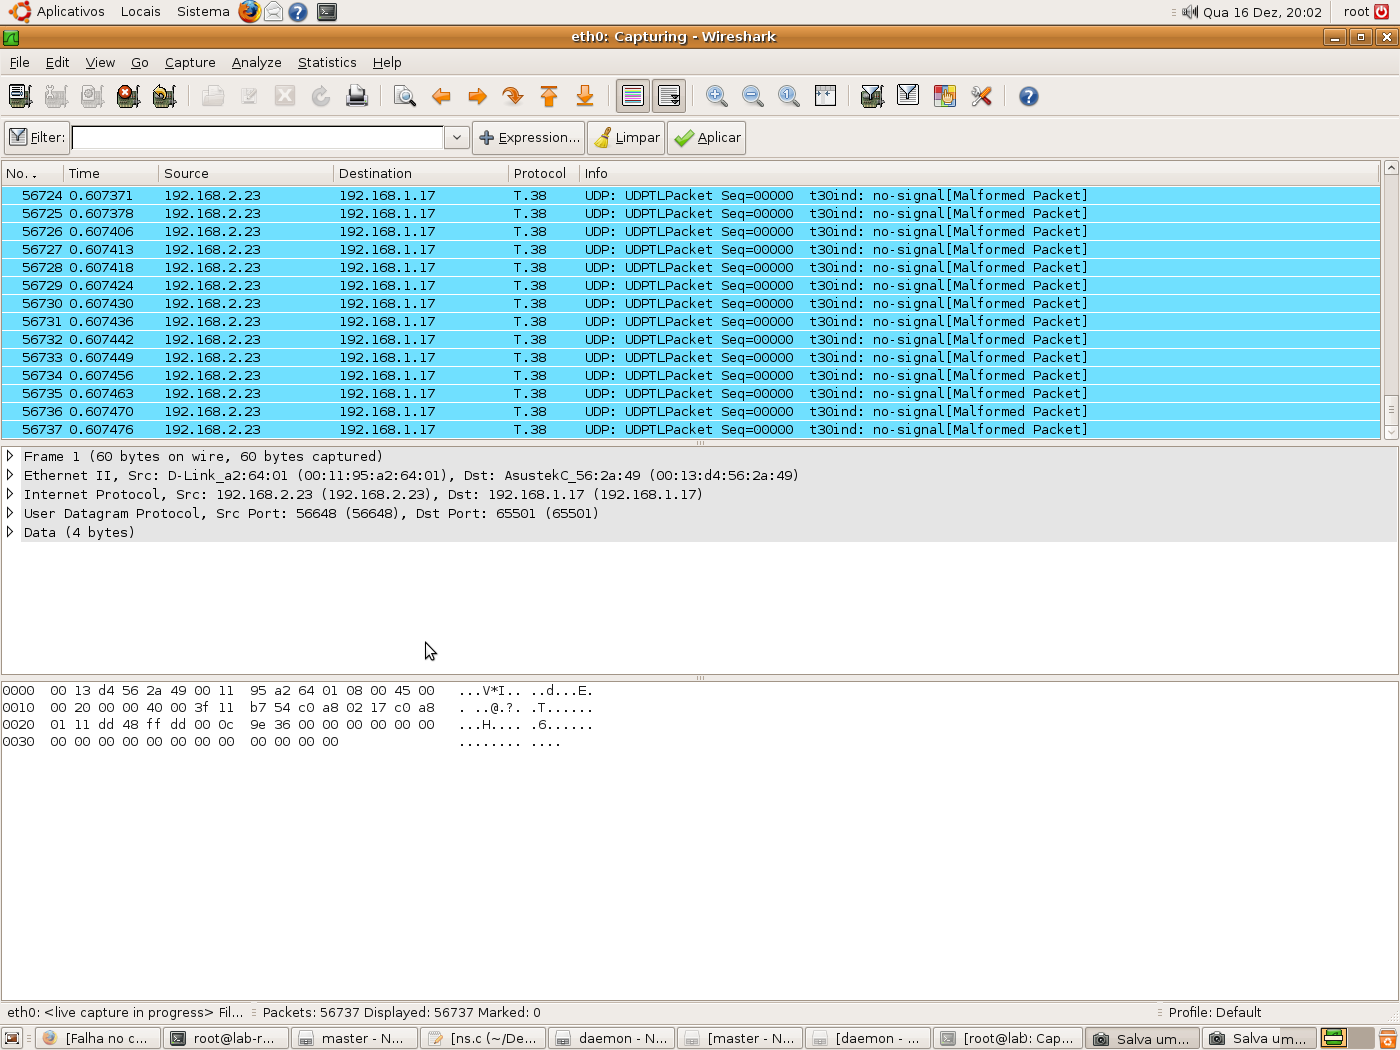 Aplicativos Locais Sistema Qua 16 Dez, 20:02 root
eth0: Capturing - Wireshark
File Edit View Go Capture Analyze Statistics Help
Filter: Expression... Limpar Aplicar
No. . Time Source Destination Protocol Info
56724 0.607371 192.168.2.23 192.168.1.17 T.38 UDP: UDPTLPacket Seq=00000 t30ind: no-signal[Malformed Packet]
56725 0.607378 192.168.2.23 192.168.1.17 T.38 UDP: UDPTLPacket Seq=00000 t30ind: no-signal[Malformed Packet]
56726 0.607406 192.168.2.23 192.168.1.17 T.38 UDP: UDPTLPacket Seq=00000 t30ind: no-signal[Malformed Packet]
56727 0.607413 192.168.2.23 192.168.1.17 T.38 UDP: UDPTLPacket Seq=00000 t30ind: no-signal[Malformed Packet]
56728 0.607418 192.168.2.23 192.168.1.17 T.38 UDP: UDPTLPacket Seq=00000 t30ind: no-signal[Malformed Packet]
56729 0.607424 192.168.2.23 192.168.1.17 T.38 UDP: UDPTLPacket Seq=00000 t30ind: no-signal[Malformed Packet]
56730 0.607430 192.168.2.23 192.168.1.17 T.38 UDP: UDPTLPacket Seq=00000 t30ind: no-signal[Malformed Packet]
56731 0.607436 192.168.2.23 192.168.1.17 T.38 UDP: UDPTLPacket Seq=00000 t30ind: no-signal[Malformed Packet]
56732 0.607442 192.168.2.23 192.168.1.17 T.38 UDP: UDPTLPacket Seq=00000 t30ind: no-signal[Malformed Packet]
56733 0.607449 192.168.2.23 192.168.1.17 T.38 UDP: UDPTLPacket Seq=00000 t30ind: no-signal[Malformed Packet]
56734 0.607456 192.168.2.23 192.168.1.17 T.38 UDP: UDPTLPacket Seq=00000 t30ind: no-signal[Malformed Packet]
56735 0.607463 192.168.2.23 192.168.1.17 T.38 UDP: UDPTLPacket Seq=00000 t30ind: no-signal[Malformed Packet]
56736 0.607470 192.168.2.23 192.168.1.17 T.38 UDP: UDPTLPacket Seq=00000 t30ind: no-signal[Malformed Packet]
56737 0.607476 192.168.2.23 192.168.1.17 T.38 UDP: UDPTLPacket Seq=00000 t30ind: no-signal[Malformed Packet]
Frame 1 (60 bytes on wire, 60 bytes captured)
Ethernet II, Src: D-Link_a2:64:01 (00:11:95:a2:64:01), Dst: AsustekC_56:2a:49 (00:13:d4:56:2a:49)
Internet Protocol, Src: 192.168.2.23 (192.168.2.23), Dst: 192.168.1.17 (192.168.1.17)
User Datagram Protocol, Src Port: 56648 (56648), Dst Port: 65501 (65501)
Data (4 bytes)
0000 00 13 d4 56 2a 49 00 11 95 a2 64 01 08 00 45 00 ...V*I.. ..d...E.
0010 00 20 00 00 40 00 3f 11 b7 54 c0 a8 02 17 c0 a8 . ..@.?. .T......
0020 01 11 dd 48 ff dd 00 0c 9e 36 00 00 00 00 00 00 ...H.... .6......
0030 00 00 00 00 00 00 00 00 00 00 00 00 ........ ....
eth0: <live capture in progress> Fil... Packets: 56737 Displayed: 56737 Marked: 0 Profile: Default
[Falha no c... root@lab-r... master - N... [ns.c (~/De... daemon - N... [master - N... [daemon - ... [root@lab: Cap... Salva um... Salva um...